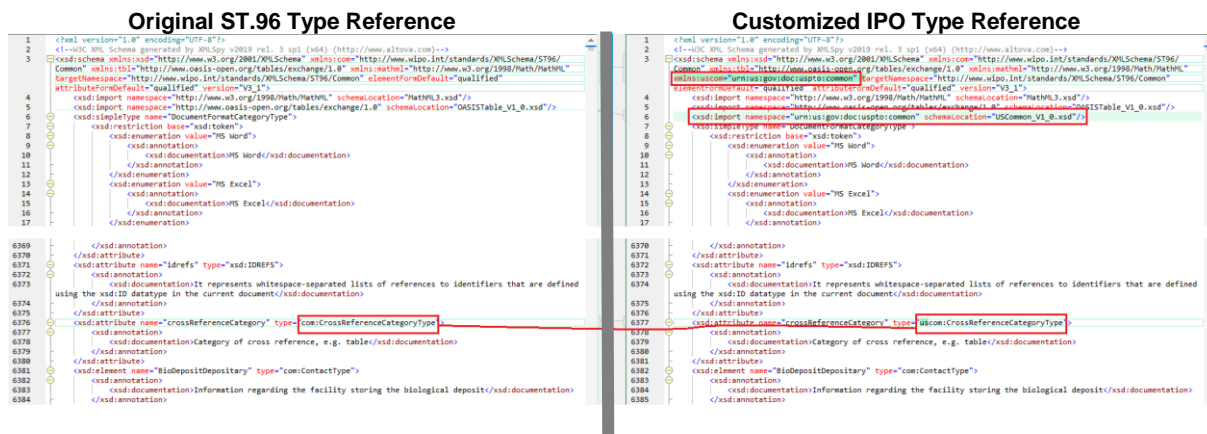 Original ST.96 Type Reference
1 <?xml version="1.0" encoding="UTF-8"?>
2 <!--W3C XML Schema generated by XMLSpy v2019 rel. 3 sp1 (x64) (http://www.altova.com)-->
3 <xsd:schema xmlns:xsd="http://www.w3.org/2001/XMLSchema" xmlns:com="http://www.wipo.int/standards/XMLSchema/ST96/
Common" xmlns:tbl="http://www.oasis-open.org/tables/exchange/1.0" xmlns:mathml="http://www.w3.org/1998/Math/MathML"
targetNamespace="http://www.wipo.int/standards/XMLSchema/ST96/Common" elementFormDefault="qualified"
attributeFormDefault="qualified" version="V3_1">
4 <xsd:import namespace="http://www.w3.org/1998/Math/MathML" schemaLocation="MathML3.xsd"/>
5 <xsd:import namespace="http://www.oasis-open.org/tables/exchange/1.0" schemaLocation="OASISTable_V1_0.xsd"/>
6 <xsd:simpleType name="DocumentFormatCategoryType">
7 <xsd:restriction base="xsd:token">
8 <xsd:enumeration value="MS Word">
9 <xsd:annotation>
10 <xsd:documentation>MS Word</xsd:documentation>
11 </xsd:annotation>
12 </xsd:enumeration>
13 <xsd:enumeration value="MS Excel">
14 <xsd:annotation>
15 <xsd:documentation>MS Excel</xsd:documentation>
16 </xsd:annotation>
17 </xsd:enumeration>
6369 </xsd:annotation>
6370 </xsd:attribute>
6371 <xsd:attribute name="idrefs" type="xsd:IDREFS">
6372 <xsd:annotation>
6373 <xsd:documentation>It represents whitespace-separated lists of references to identifiers that are defined
using the xsd:ID datatype in the current document</xsd:documentation>
6374 </xsd:annotation>
6375 </xsd:attribute>
6376 <xsd:attribute name="crossReferenceCategory" type="com:CrossReferenceCategoryType">
6377 <xsd:annotation>
6378 <xsd:documentation>Category of cross reference, e.g. table</xsd:documentation>
6379 </xsd:annotation>
6380 </xsd:attribute>
6381 <xsd:element name="BioDepositDepositary" type="com:ContactType">
6382 <xsd:annotation>
6383 <xsd:documentation>Information regarding the facility storing the biological deposit</xsd:documentation>
6384 </xsd:annotation>
Customized IPO Type Reference
1 <?xml version="1.0" encoding="UTF-8"?>
2 <!--W3C XML Schema generated by XMLSpy v2019 rel. 3 sp1 (x64) (http://www.altova.com)-->
3 <xsd:schema xmlns:xsd="http://www.w3.org/2001/XMLSchema" xmlns:com="http://www.wipo.int/standards/XMLSchema/ST96/
Common" xmlns:tbl="http://www.oasis-open.org/tables/exchange/1.0" xmlns:mathml="http://www.w3.org/1998/Math/MathML"
xmlns:uscom="urn:us:gov:doc:uspto:common" targetNamespace="http://www.wipo.int/standards/XMLSchema/ST96/Common"
elementFormDefault="qualified" attributeFormDefault="qualified" version="V3_1">
4 <xsd:import namespace="http://www.w3.org/1998/Math/MathML" schemaLocation="MathML3.xsd"/>
5 <xsd:import namespace="http://www.oasis-open.org/tables/exchange/1.0" schemaLocation="OASISTable_V1_0.xsd"/>
6 <xsd:import namespace="urn:us:gov:doc:uspto:common" schemaLocation="USCommon_V1_0.xsd"/>
7 <xsd:simpleType name="DocumentFormatCategoryType">
8 <xsd:restriction base="xsd:token">
9 <xsd:enumeration value="MS Word">
10 <xsd:annotation>
11 <xsd:documentation>MS Word</xsd:documentation>
12 </xsd:annotation>
13 </xsd:enumeration>
14 <xsd:enumeration value="MS Excel">
15 <xsd:annotation>
16 <xsd:documentation>MS Excel</xsd:documentation>
17 </xsd:annotation>
6370 </xsd:annotation>
6371 </xsd:attribute>
6372 <xsd:attribute name="idrefs" type="xsd:IDREFS">
6373 <xsd:annotation>
6374 <xsd:documentation>It represents whitespace-separated lists of references to identifiers that are defined
using the xsd:ID datatype in the current document</xsd:documentation>
6375 </xsd:annotation>
6376 </xsd:attribute>
6377 <xsd:attribute name="crossReferenceCategory" type="uscom:CrossReferenceCategoryType">
6378 <xsd:annotation>
6379 <xsd:documentation>Category of cross reference, e.g. table</xsd:documentation>
6380 </xsd:annotation>
6381 </xsd:attribute>
6382 <xsd:element name="BioDepositDepositary" type="com:ContactType">
6383 <xsd:annotation>
6384 <xsd:documentation>Information regarding the facility storing the biological deposit</xsd:documentation>
6385 </xsd:annotation>